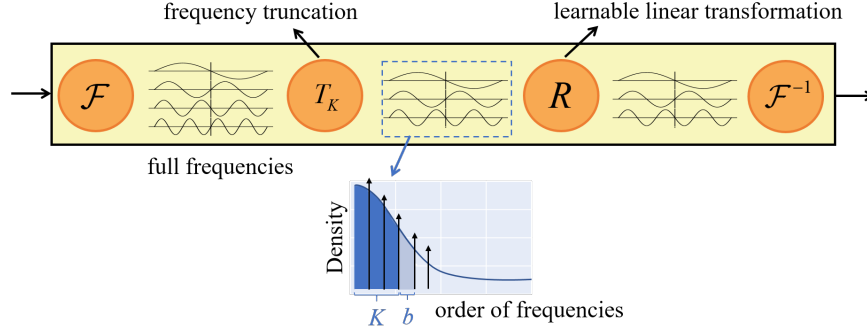 frequency truncation
learnable linear transformation
ℱ
T_K
R
ℱ⁻¹
full frequencies
Density
K
b
order of frequencies